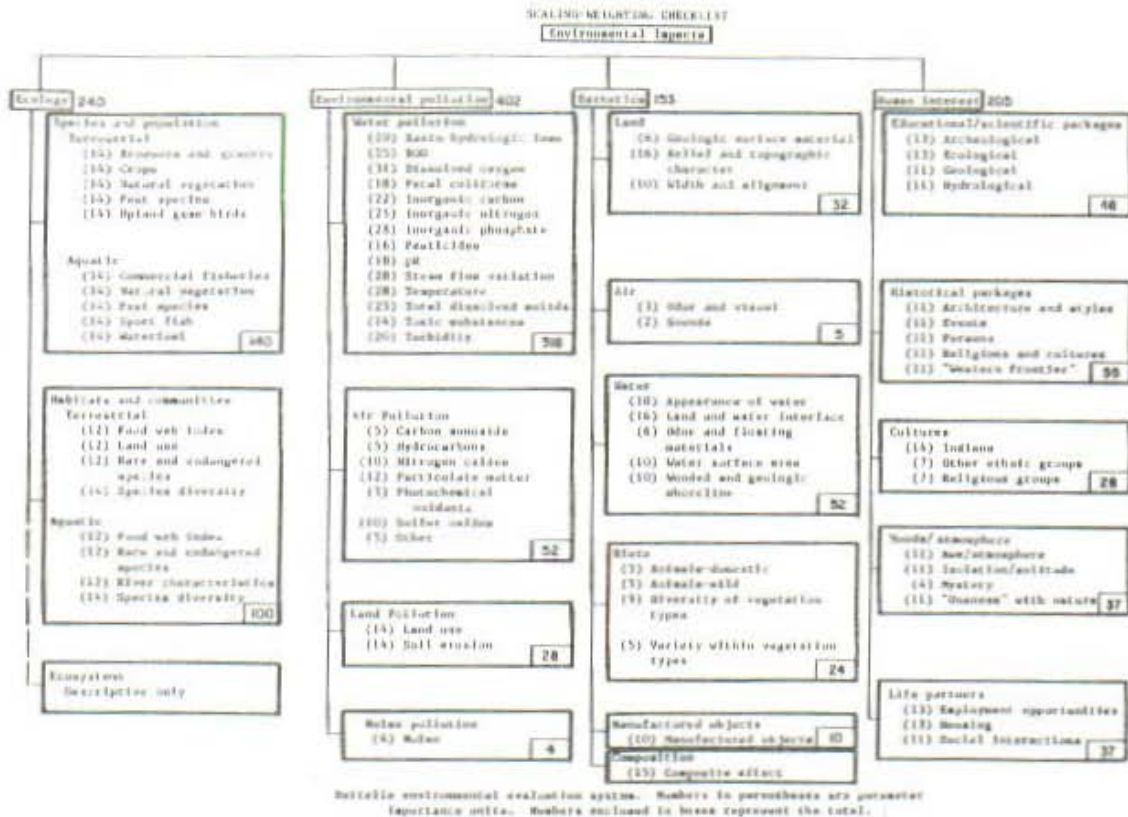 SCALING-WEIGHTING CHECKLIST
Environmental Impacts
Ecology 240
Species and population
Terrestrial
(14) Browsers and grazers
(14) Crops
(14) Natural vegetation
(14) Pest species
(14) Upland game birds
Aquatic
(14) Commercial fisheries
(14) Natural vegetation
(14) Pest species
(14) Sport fish
(14) Waterfowl
140
Habitats and communities
Terrestrial
(12) Food web index
(12) Land use
(12) Rare and endangered
species
(14) Species diversity
Aquatic
(12) Food web index
(12) Rare and endangered
species
(12) River characteristics
(14) Species diversity
100
Ecosystem
Descriptive only
Environmental pollution 402
Water pollution
(20) Basin hydrologic loss
(25) BOD
(31) Dissolved oxygen
(18) Fecal coliforms
(22) Inorganic carbon
(25) Inorganic nitrogen
(28) Inorganic phosphate
(16) Pesticides
(18) pH
(28) Stream flow variation
(28) Temperature
(25) Total dissolved solids
(14) Toxic substances
(20) Turbidity
318
Air Pollution
(5) Carbon monoxide
(5) Hydrocarbons
(10) Nitrogen
(12) Particulate matter
(5) Photochemical
oxidants
(10) Sulfur
(5) Other
52
Land Pollution
(14) Land use
(14) Soil erosion
28
pollution
(4)
4
153
Land
(6) Geologic surface material
(16) Relief and topographic
character
(10) Width and alignment
32
Air
(3) Odor and visual
(2) Sounds
5
Water
(10) Appearance of water
(16) Land and water interface
(6) Odor and floating
materials
(10) Water surface area
(10) Wooded and geologic
shoreline
52
Biota
(5) Animals-domestic
(5) Animals-wild
(9) Diversity of vegetation
types
(5) Variety within vegetation
types
24
Manufactured objects
(10) Manufactured objects
10
Composition
(15) Composite effect
Human interest 205
Educational/scientific packages
(13) Archeological
(13) Ecological
(11) Geological
(11) Hydrological
48
Historical packages
(11) Architecture and styles
(11) Events
(11) Persons
(11) Religions and cultures
(11) "Western frontier"
55
Cultures
(14) Indians
(7) Other ethnic groups
(7) Religious groups
28
(11) Awe/atmosphere
(11) Isolation/solitude
(4) Mystery
(11) "Oneness" with nature
37
Life partners
(13) Employment opportunities
(13) Housing
(11) Social interactions
37
environmental evaluation system. Numbers in parentheses are parameter
importance units. Numbers enclosed in boxes represent the total.